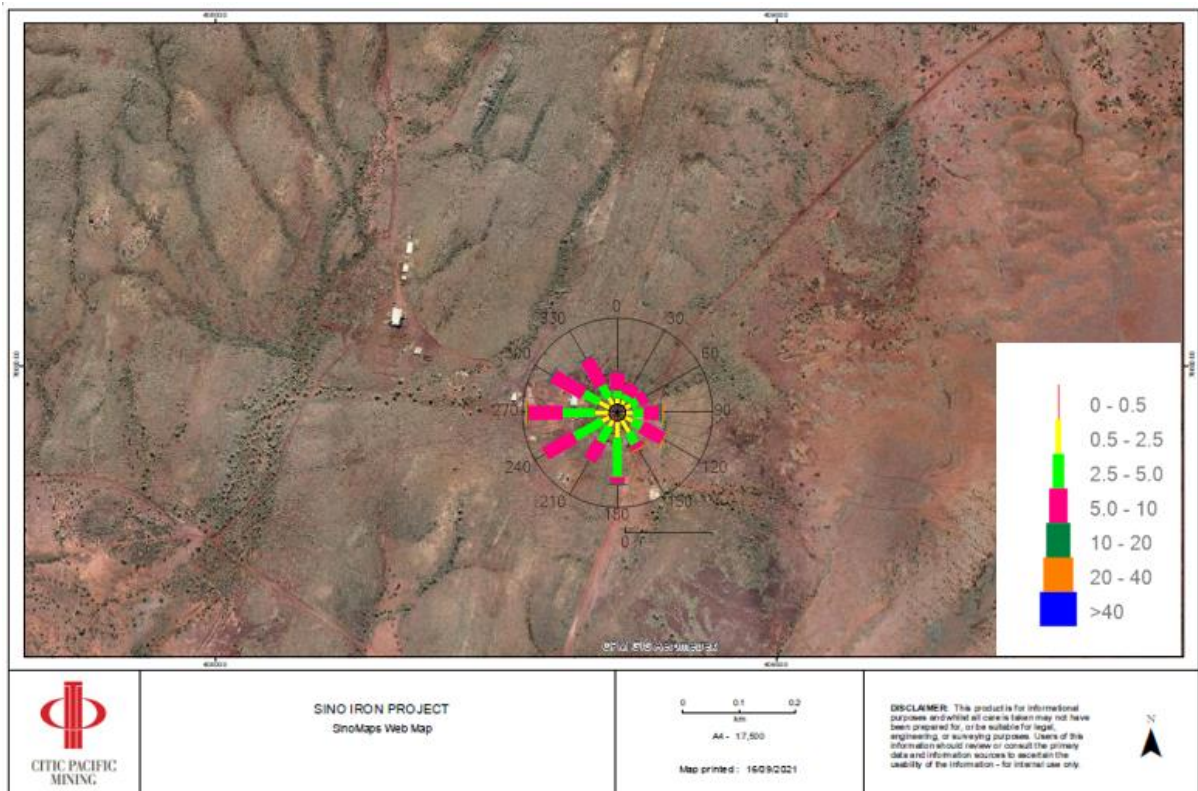 0
30
60
90
120
150
180
210
240
270
300
330
0 - 0.5
0.5 - 2.5
2.5 - 5.0
5.0 - 10
10 - 20
20 - 40
>40
CITIC PACIFIC
MINING
SINO IRON PROJECT
SinoMaps Web Map
0 0.1 0.2
km
A4 - 1:7,500
Map printed : 16/09/2021
DISCLAIMER: This product is for informational
purposes and whilst all care is taken may not have
been prepared for, or be suitable for legal,
engineering, or surveying purposes. Users of this
information should review or consult the primary
data and information sources to ascertain the
usability of the information - for internal use only.
N